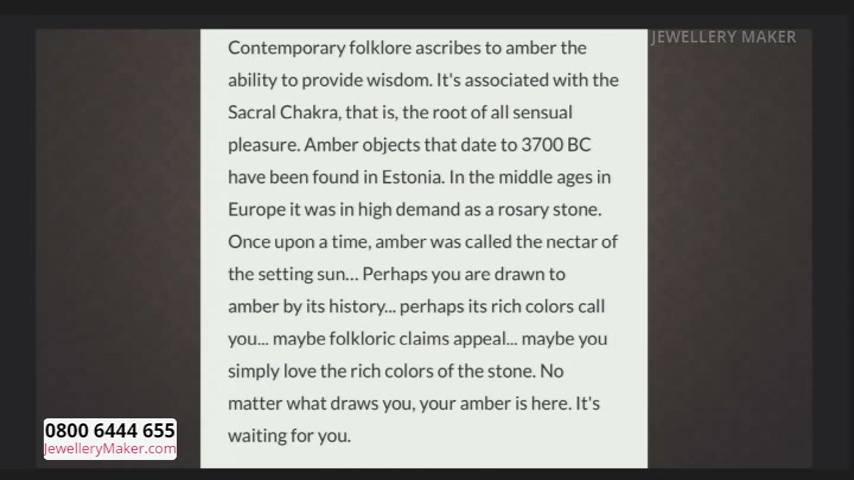 JEWELLERY MAKER
Contemporary folklore ascribes to amber the
ability to provide wisdom. It's associated with the
Sacral Chakra, that is, the root of all sensual
pleasure. Amber objects that date to 3700 BC
have been found in Estonia. In the middle ages in
Europe it was in high demand as a rosary stone.
Once upon a time, amber was called the nectar of
the setting sun... Perhaps you are drawn to
amber by its history... perhaps its rich colors call
you... maybe folkloric claims appeal... maybe you
simply love the rich colors of the stone. No
matter what draws you, your amber is here. It's
waiting for you.
0800 6444 655
JewelleryMaker.com